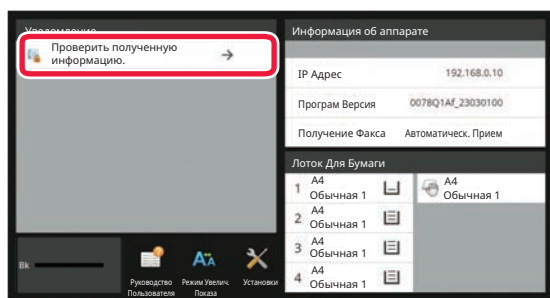 Уведомление
Проверить полученную
информацию.
Информация об аппарате
IP Адрес 192.168.0.10
Програм Версия 0078Q1Af_23030100
Получение Факса Автоматическ. Прием
Лоток Для Бумаги
1 A4
Обычная 1
A4
Обычная 1
2 A4
Обычная 1
3 A4
Обычная 1
4 A4
Обычная 1
Bk
Руководство
Пользователя
Режим Увелич.
Показа
Установки